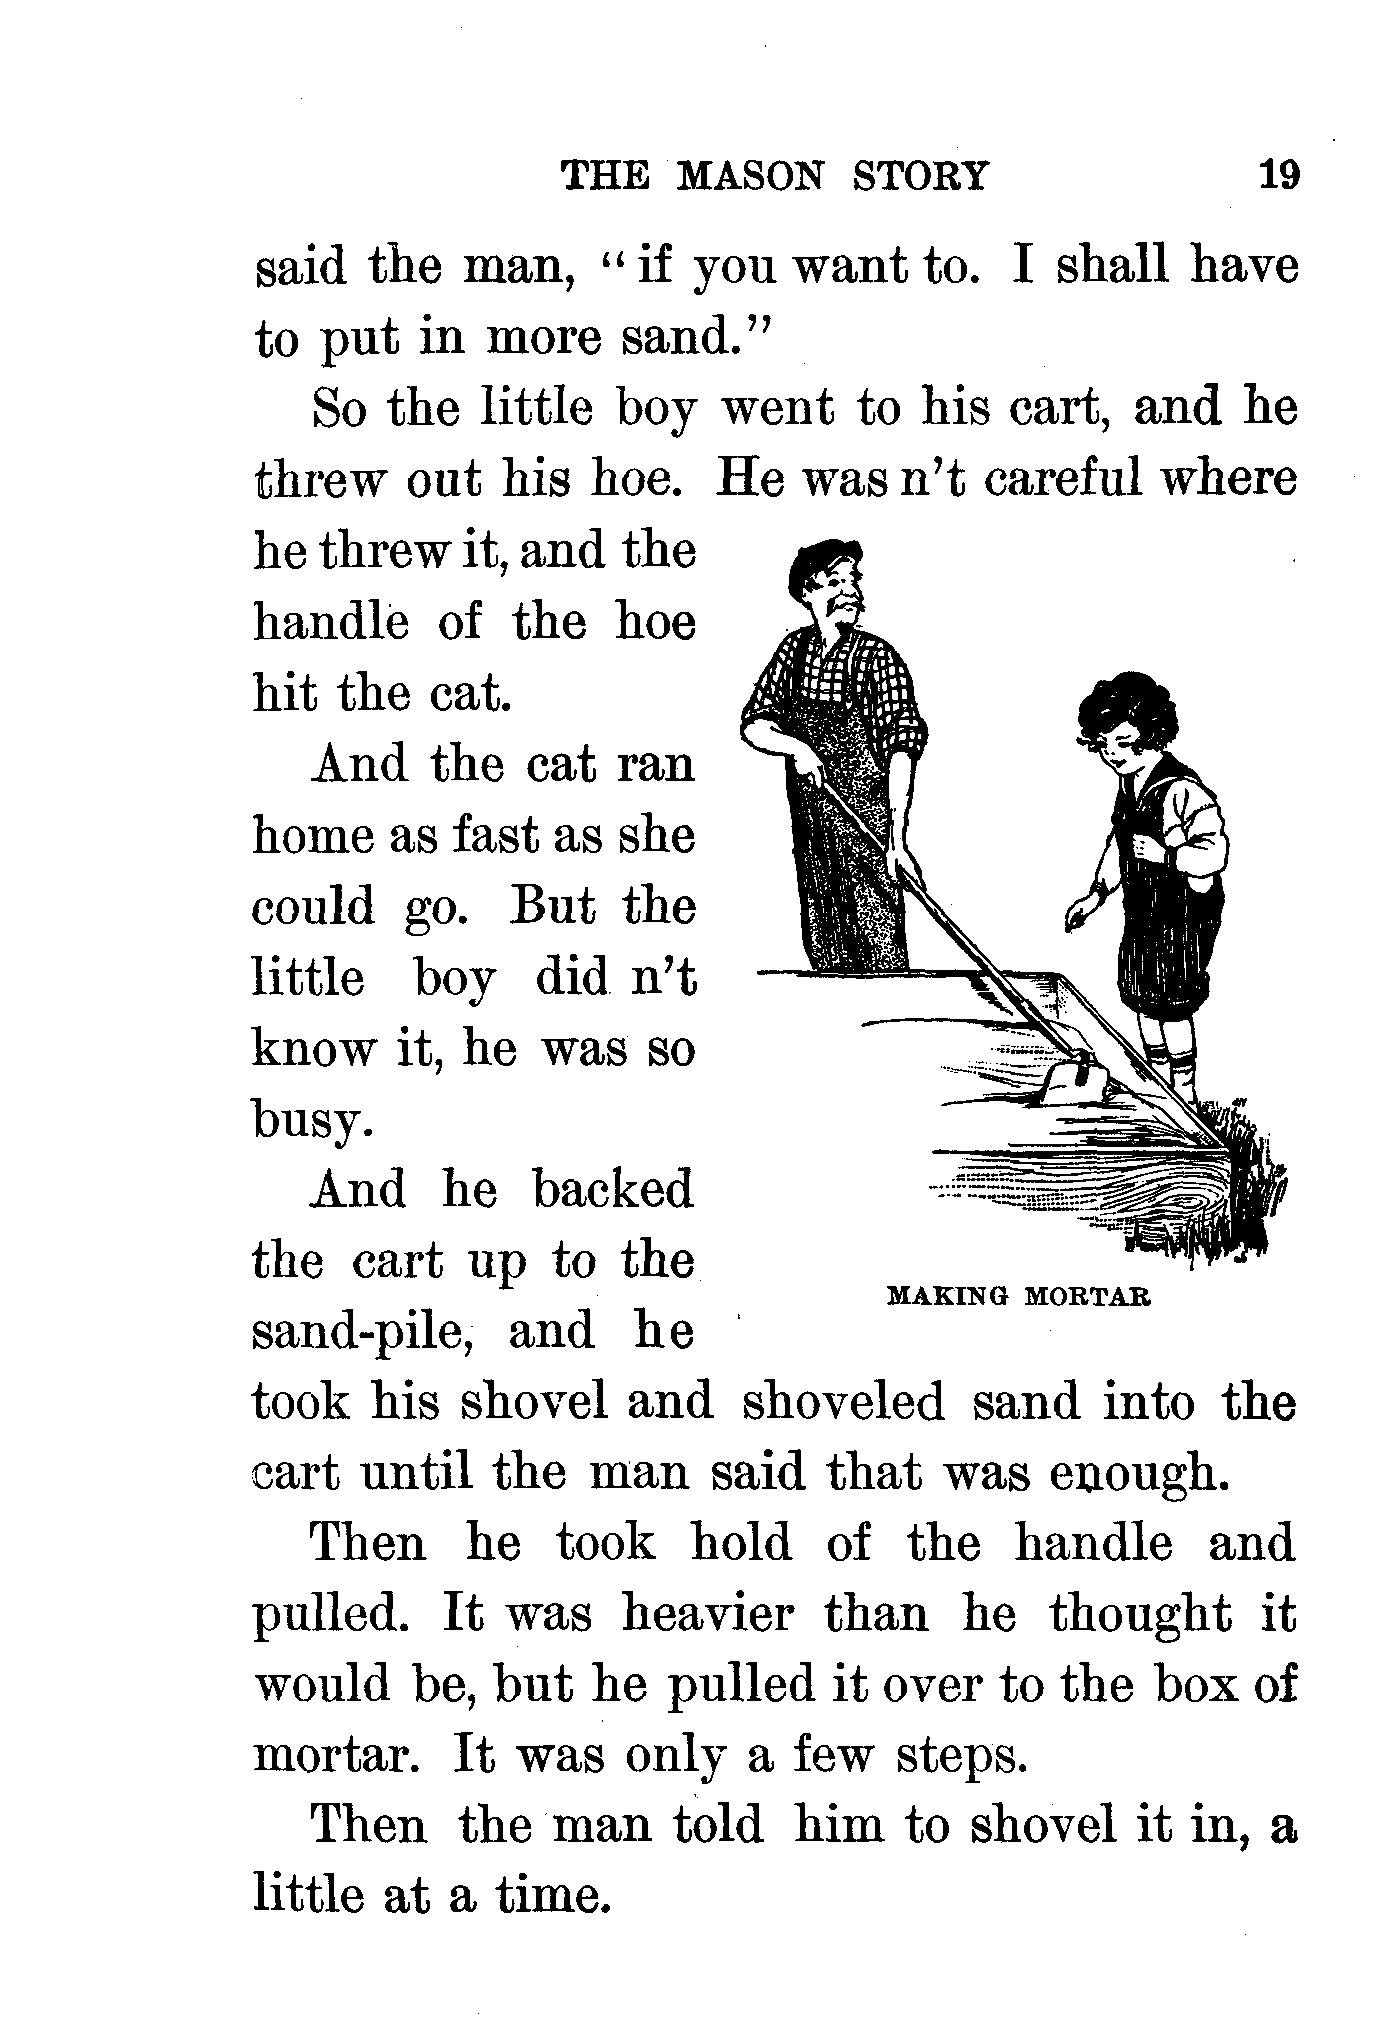 THE MASON STORY 19
said the man, “if you want to. I shall have
to put in more sand.”
So the little boy went to his cart, and he
threw out his hoe. He was n’t careful where
he threw it, and the
handle of the hoe
hit the cat.
And the cat ran
home as fast as she
could go. But the
little boy did n’t
know it, he was so
busy.
And he backed
the cart up to the
sand-pile, and he
MAKING MORTAR
took his shovel and shoveled sand into the
cart until the man said that was enough.
Then he took hold of the handle and
pulled. It was heavier than he thought it
would be, but he pulled it over to the box of
mortar. It was only a few steps.
Then the man told him to shovel it in, a
little at a time.